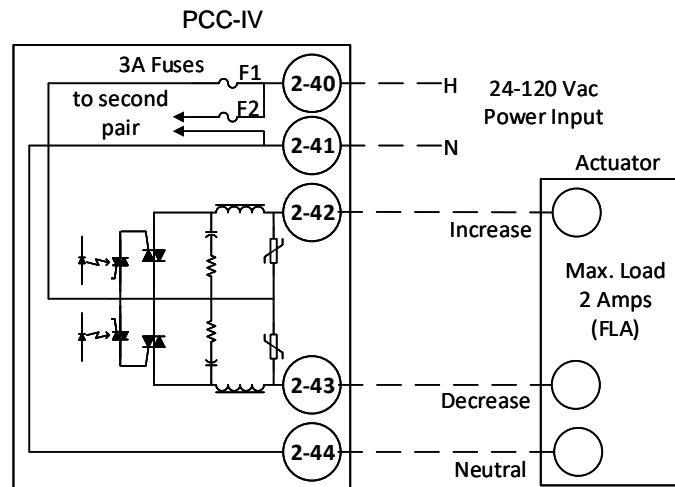 PCC-IV
3A Fuses
F1
2-40
H
24-120 Vac
Power Input
to second
pair
F2
2-41
N
Actuator
2-42
Increase
Max. Load
2 Amps
(FLA)
2-43
Decrease
2-44
Neutral